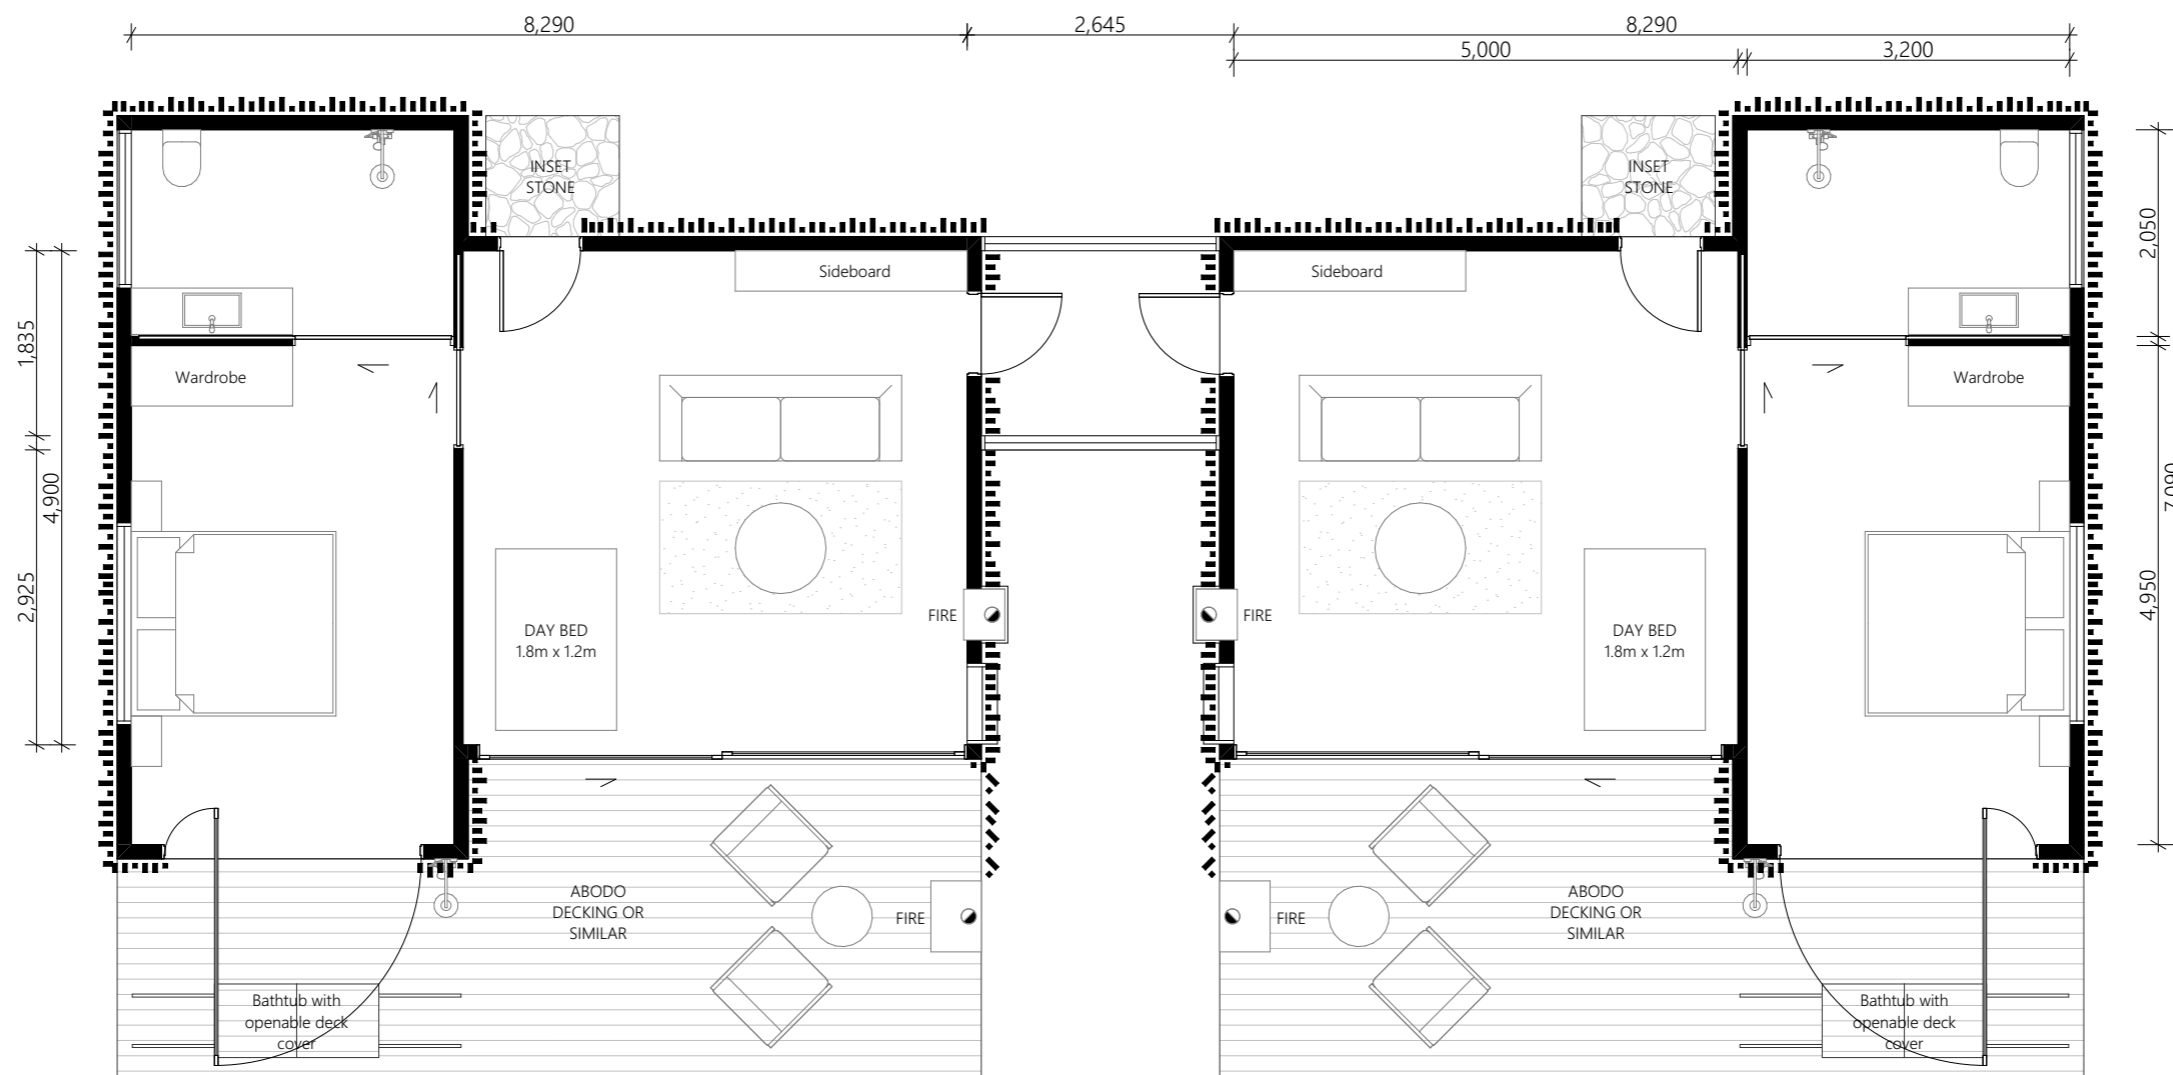 8,290
2,645
8,290
5,000
3,200
INSET
STONE
INSET
STONE
2,050
Sideboard
Sideboard
1,835
Wardrobe
Wardrobe
4,900
7,090
2,925
4,950
FIRE
FIRE
DAY BED
1.8m x 1.2m
DAY BED
1.8m x 1.2m
ABODO
DECKING OR
SIMILAR
FIRE
FIRE
ABODO
DECKING OR
SIMILAR
Bathtub with
openable deck
cover
Bathtub with
openable deck
cover